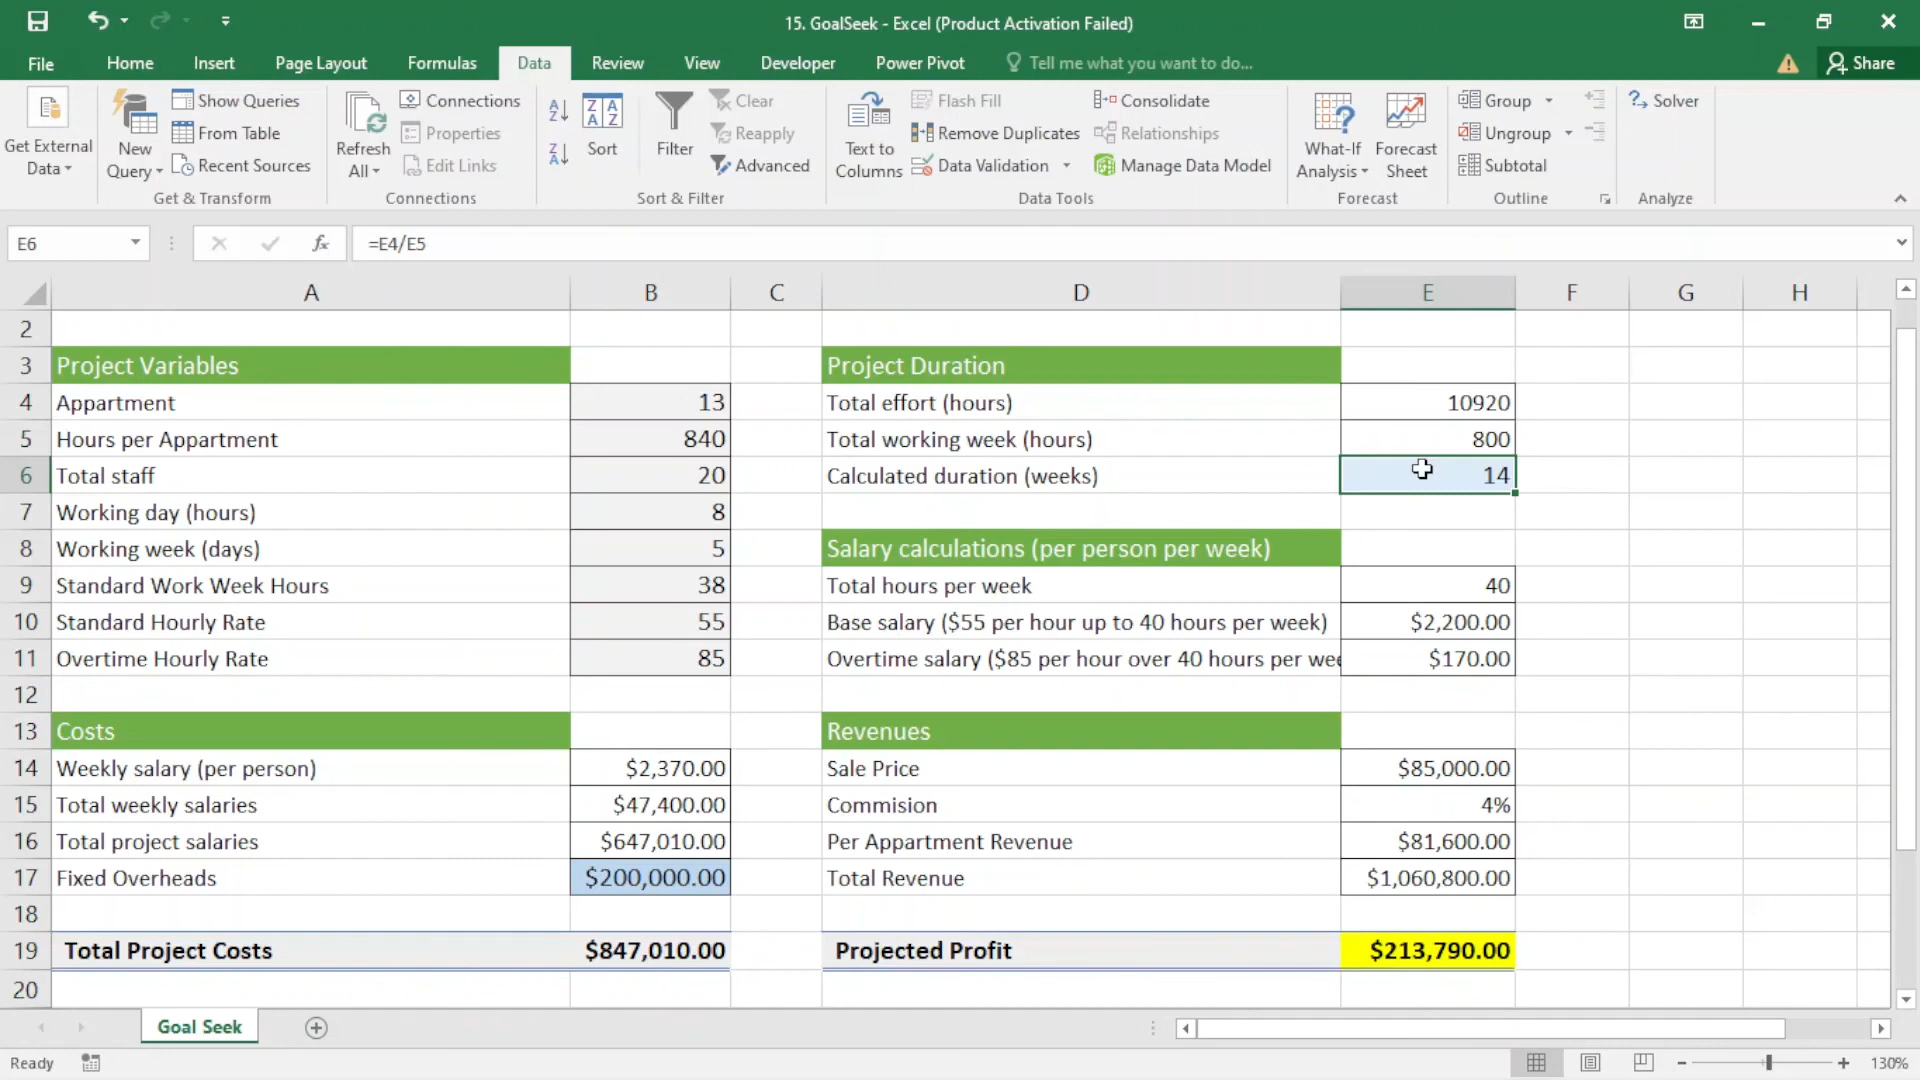 15. GoalSeek - Excel (Product Activation Failed)
File Home Insert Page Layout Formulas Data Review View Developer Power Pivot Tell me what you want to do... Share
Get External Data
New Query
Show Queries
From Table
Recent Sources
Get & Transform
Refresh All
Connections
Properties
Edit Links
Connections
Sort
Filter
Clear
Reapply
Advanced
Sort & Filter
Text to Columns
Flash Fill
Remove Duplicates
Data Validation
Consolidate
Relationships
Manage Data Model
Data Tools
What-If Analysis
Forecast Sheet
Forecast
Group
Ungroup
Subtotal
Outline
Solver
Analyze
E6 fx =E4/E5
A B C D E F G H
2
3 Project Variables Project Duration
4 Appartment 13 Total effort (hours) 10920
5 Hours per Appartment 840 Total working week (hours) 800
6 Total staff 20 Calculated duration (weeks) 14
7 Working day (hours) 8
8 Working week (days) 5 Salary calculations (per person per week)
9 Standard Work Week Hours 38 Total hours per week 40
10 Standard Hourly Rate 55 Base salary ($55 per hour up to 40 hours per week) $2,200.00
11 Overtime Hourly Rate 85 Overtime salary ($85 per hour over 40 hours per wee $170.00
12
13 Costs Revenues
14 Weekly salary (per person) $2,370.00 Sale Price $85,000.00
15 Total weekly salaries $47,400.00 Commision 4%
16 Total project salaries $647,010.00 Per Appartment Revenue $81,600.00
17 Fixed Overheads $200,000.00 Total Revenue $1,060,800.00
18
19 Total Project Costs $847,010.00 Projected Profit $213,790.00
20
Goal Seek
Ready 130%